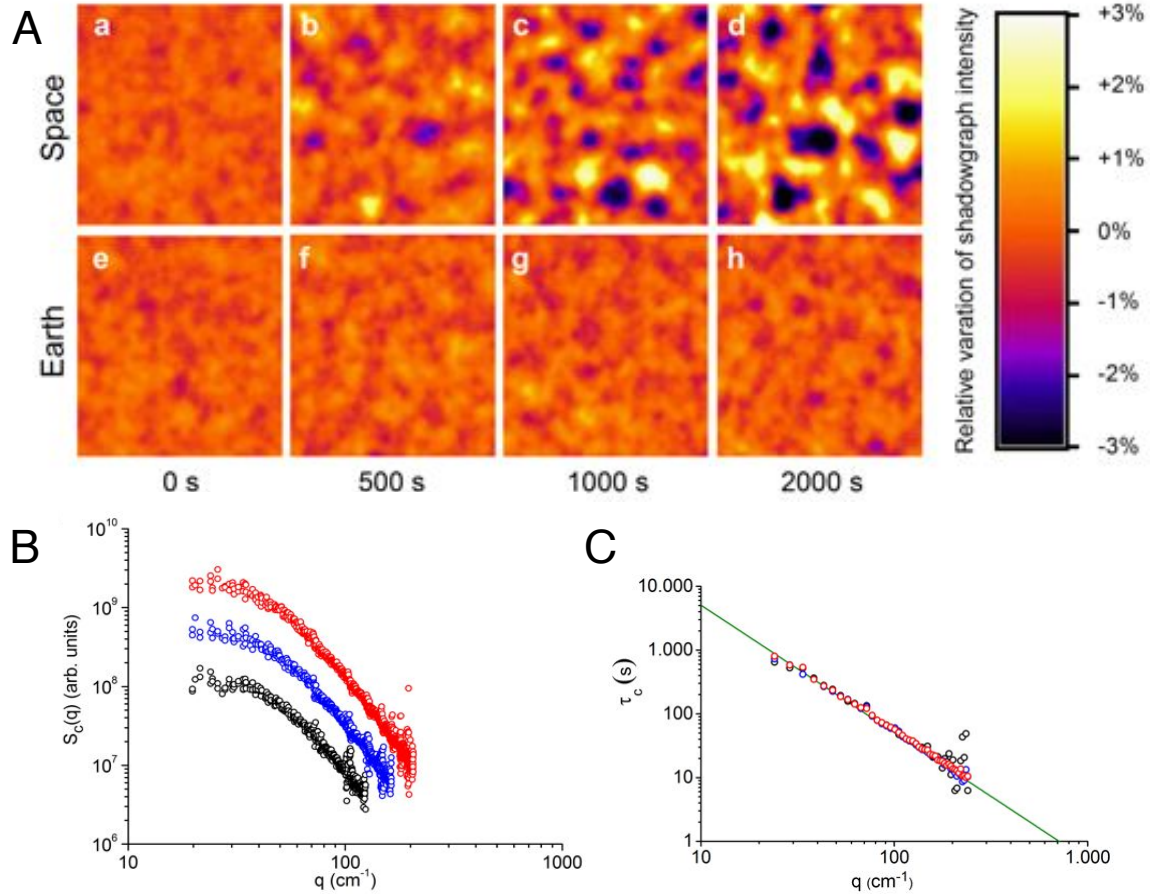 A
Space
a
b
c
d
Earth
e
f
g
h
0 s
500 s
1000 s
2000 s
Relative varation of shadowgraph intensity
+3%
+2%
+1%
0%
-1%
-2%
-3%
B
S_c(q) (arb. units)
10^10
10^9
10^8
10^7
10^6
10
100
1000
q (cm^-1)
C
τ_c (s)
10.000
1.000
100
10
1
10
100
1.000
q (cm^-1)